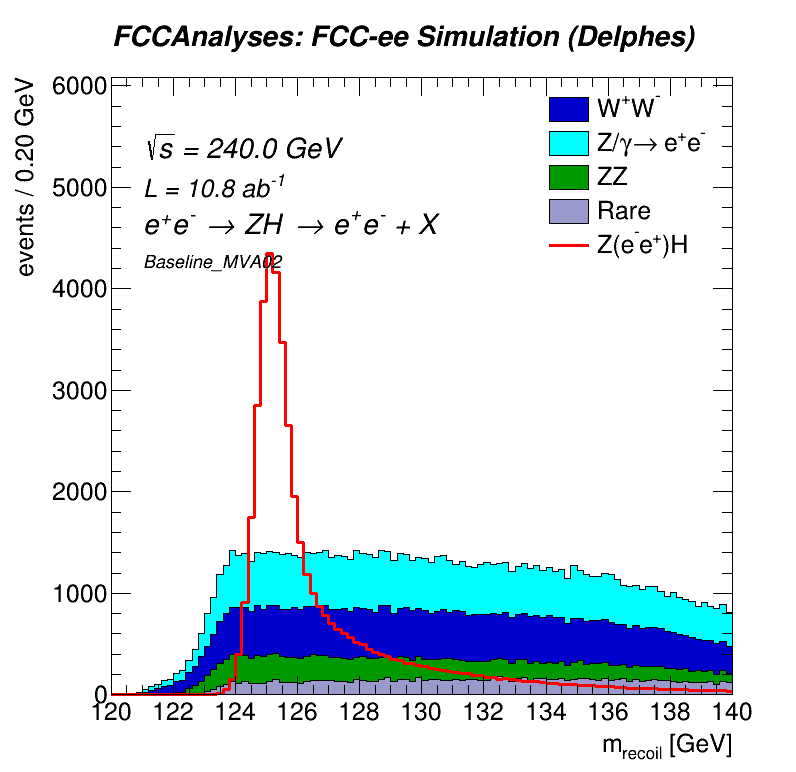 FCCAnalyses: FCC-ee Simulation (Delphes)
events / 0.20 GeV
6000
5000
4000
3000
2000
1000
0
√s = 240.0 GeV
L = 10.8 ab⁻¹
e⁺e⁻ → ZH → e⁺e⁻ + X
Baseline_MVA02
W⁺W⁻
Z/γ→ e⁺e⁻
ZZ
Rare
Z(e⁻e⁺)H
120 122 124 126 128 130 132 134 136 138 140
m_recoil [GeV]